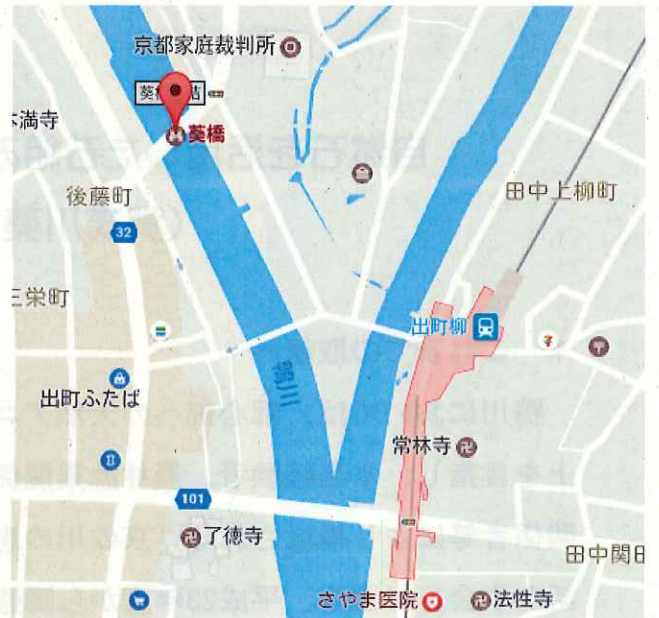 京都家庭裁判所
葵橋
満寺
後藤町
田中上柳町
32
三栄町
出町柳
鴨川
出町ふたば
常林寺
101
了徳寺
田中関田
さやま医院
法性寺